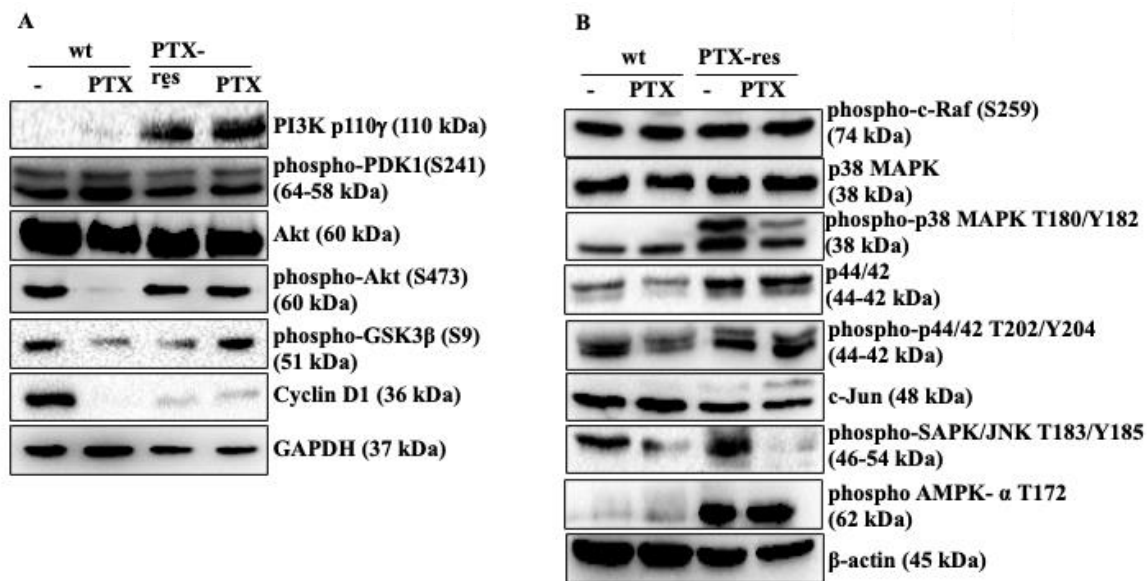 A
wt PTX-
res
- PTX - PTX
PI3K p110γ (110 kDa)
phospho-PDK1(S241)
(64-58 kDa)
Akt (60 kDa)
phospho-Akt (S473)
(60 kDa)
phospho-GSK3β (S9)
(51 kDa)
Cyclin D1 (36 kDa)
GAPDH (37 kDa)
B
wt PTX-res
- PTX - PTX
phospho-c-Raf (S259)
(74 kDa)
p38 MAPK
(38 kDa)
phospho-p38 MAPK T180/Y182
(38 kDa)
p44/42
(44-42 kDa)
phospho-p44/42 T202/Y204
(44-42 kDa)
c-Jun (48 kDa)
phospho-SAPK/JNK T183/Y185
(46-54 kDa)
phospho AMPK- α T172
(62 kDa)
β-actin (45 kDa)